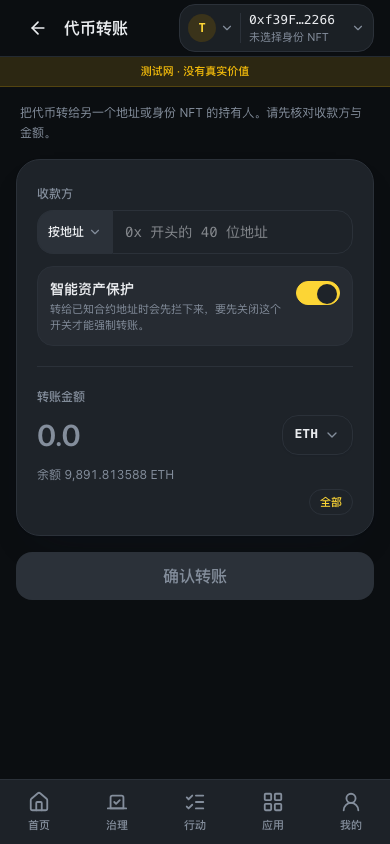 代币转账
T
0xf39F…2266
未选择身份 NFT
测试网 · 没有真实价值
把代币转给另一个地址或身份 NFT 的持有人。请先核对收款方与
金额。
收款方
按地址
0x 开头的 40 位地址
智能资产保护
转给已知合约地址时会先拦下来，要先关闭这个
开关才能强制转账。
转账金额
0.0
ETH
余额 9,891.813588 ETH
全部
确认转账
首页
治理
行动
应用
我的